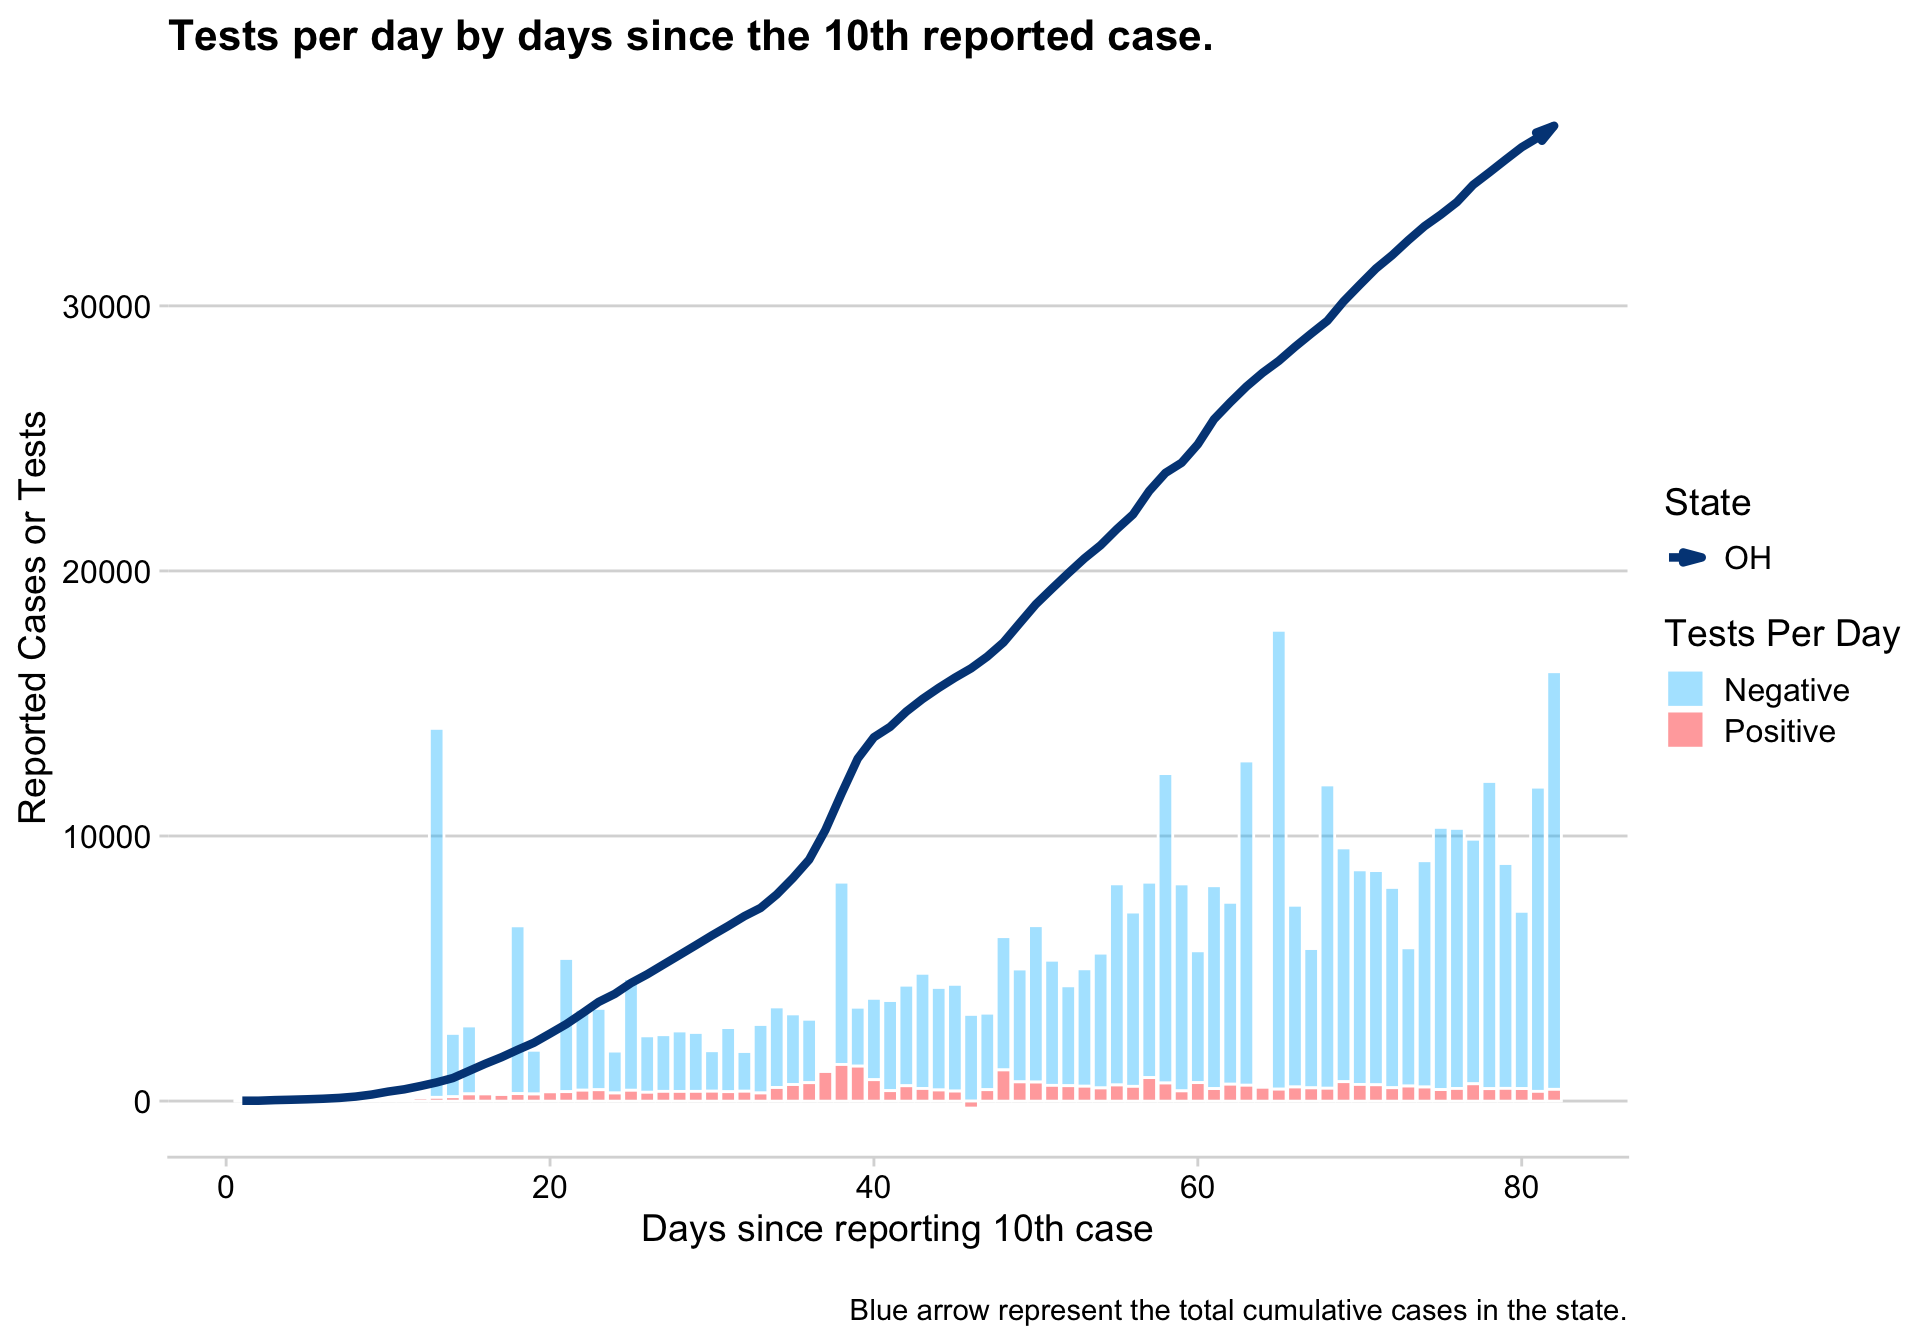 Tests per day by days since the 10th reported case.
Reported Cases or Tests
30000
20000
10000
0
0 20 40 60 80
Days since reporting 10th case
State
OH
Tests Per Day
Negative
Positive
Blue arrow represent the total cumulative cases in the state.